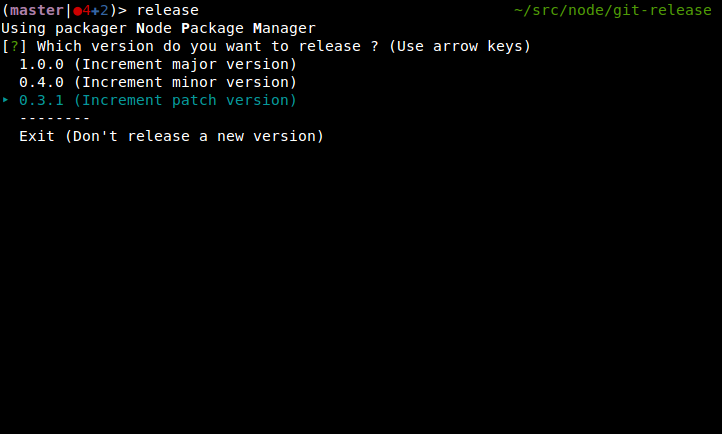 (master|●4✚2)> release ~/src/node/git-release
Using packager Node Package Manager
[?] Which version do you want to release ? (Use arrow keys)
1.0.0 (Increment major version)
0.4.0 (Increment minor version)
‣ 0.3.1 (Increment patch version)
--------
Exit (Don't release a new version)